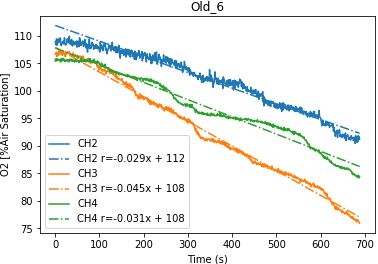 Old_6
O2 [%Air Saturation]
110
105
100
95
90
85
80
75
CH2
CH2 r=-0.029x + 112
CH3
CH3 r=-0.045x + 108
CH4
CH4 r=-0.031x + 108
0 100 200 300 400 500 600 700
Time (s)